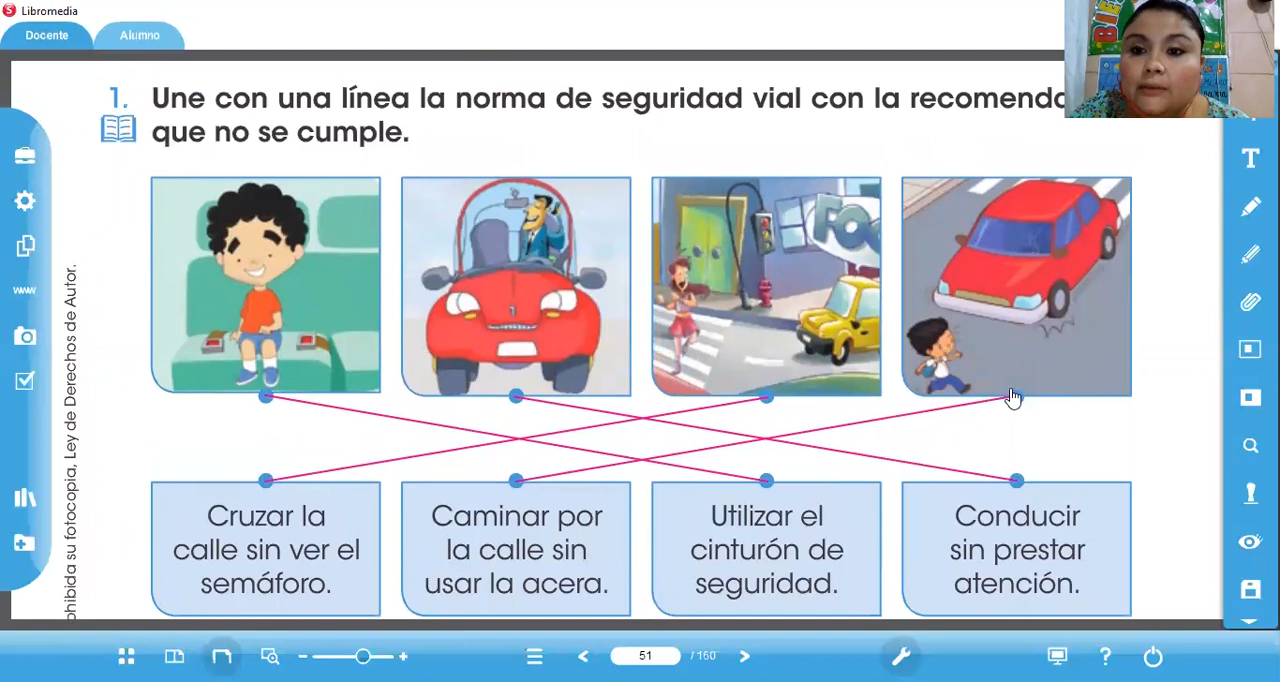 Libromedia
Docente
Alumno
1. Une con una línea la norma de seguridad vial con la
que no se cumple.
Cruzar la
calle sin ver el
semáforo.
Caminar por
la calle sin
usar la acera.
Utilizar el
cinturón de
seguridad.
Conducir
sin prestar
atención.
su fotocopia, Ley de Derechos de Autor.
www
T
51
/ 160